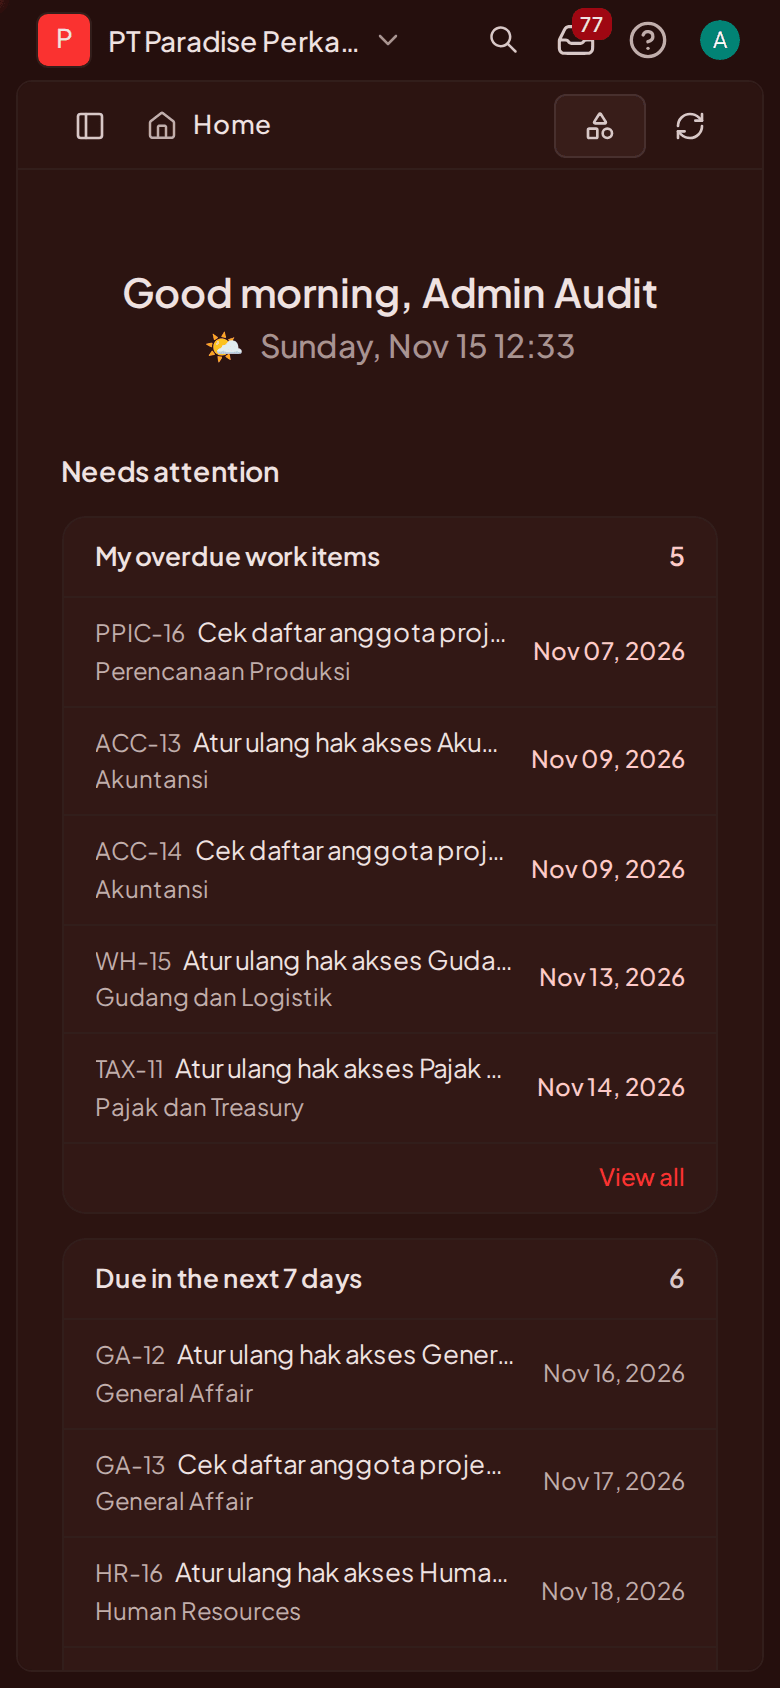 P PT Paradise Perka... 77 A
Home
Good morning, Admin Audit
Sunday, Nov 15 12:33
Needs attention
My overdue work items 5
PPIC-16 Cek daftar anggota proj... Nov 07, 2026
Perencanaan Produksi
ACC-13 Atur ulang hak akses Aku... Nov 09, 2026
Akuntansi
ACC-14 Cek daftar anggota proj... Nov 09, 2026
Akuntansi
WH-15 Atur ulang hak akses Guda... Nov 13, 2026
Gudang dan Logistik
TAX-11 Atur ulang hak akses Pajak ... Nov 14, 2026
Pajak dan Treasury
View all
Due in the next 7 days 6
GA-12 Atur ulang hak akses Gener... Nov 16, 2026
General Affair
GA-13 Cek daftar anggota proje... Nov 17, 2026
General Affair
HR-16 Atur ulang hak akses Huma... Nov 18, 2026
Human Resources